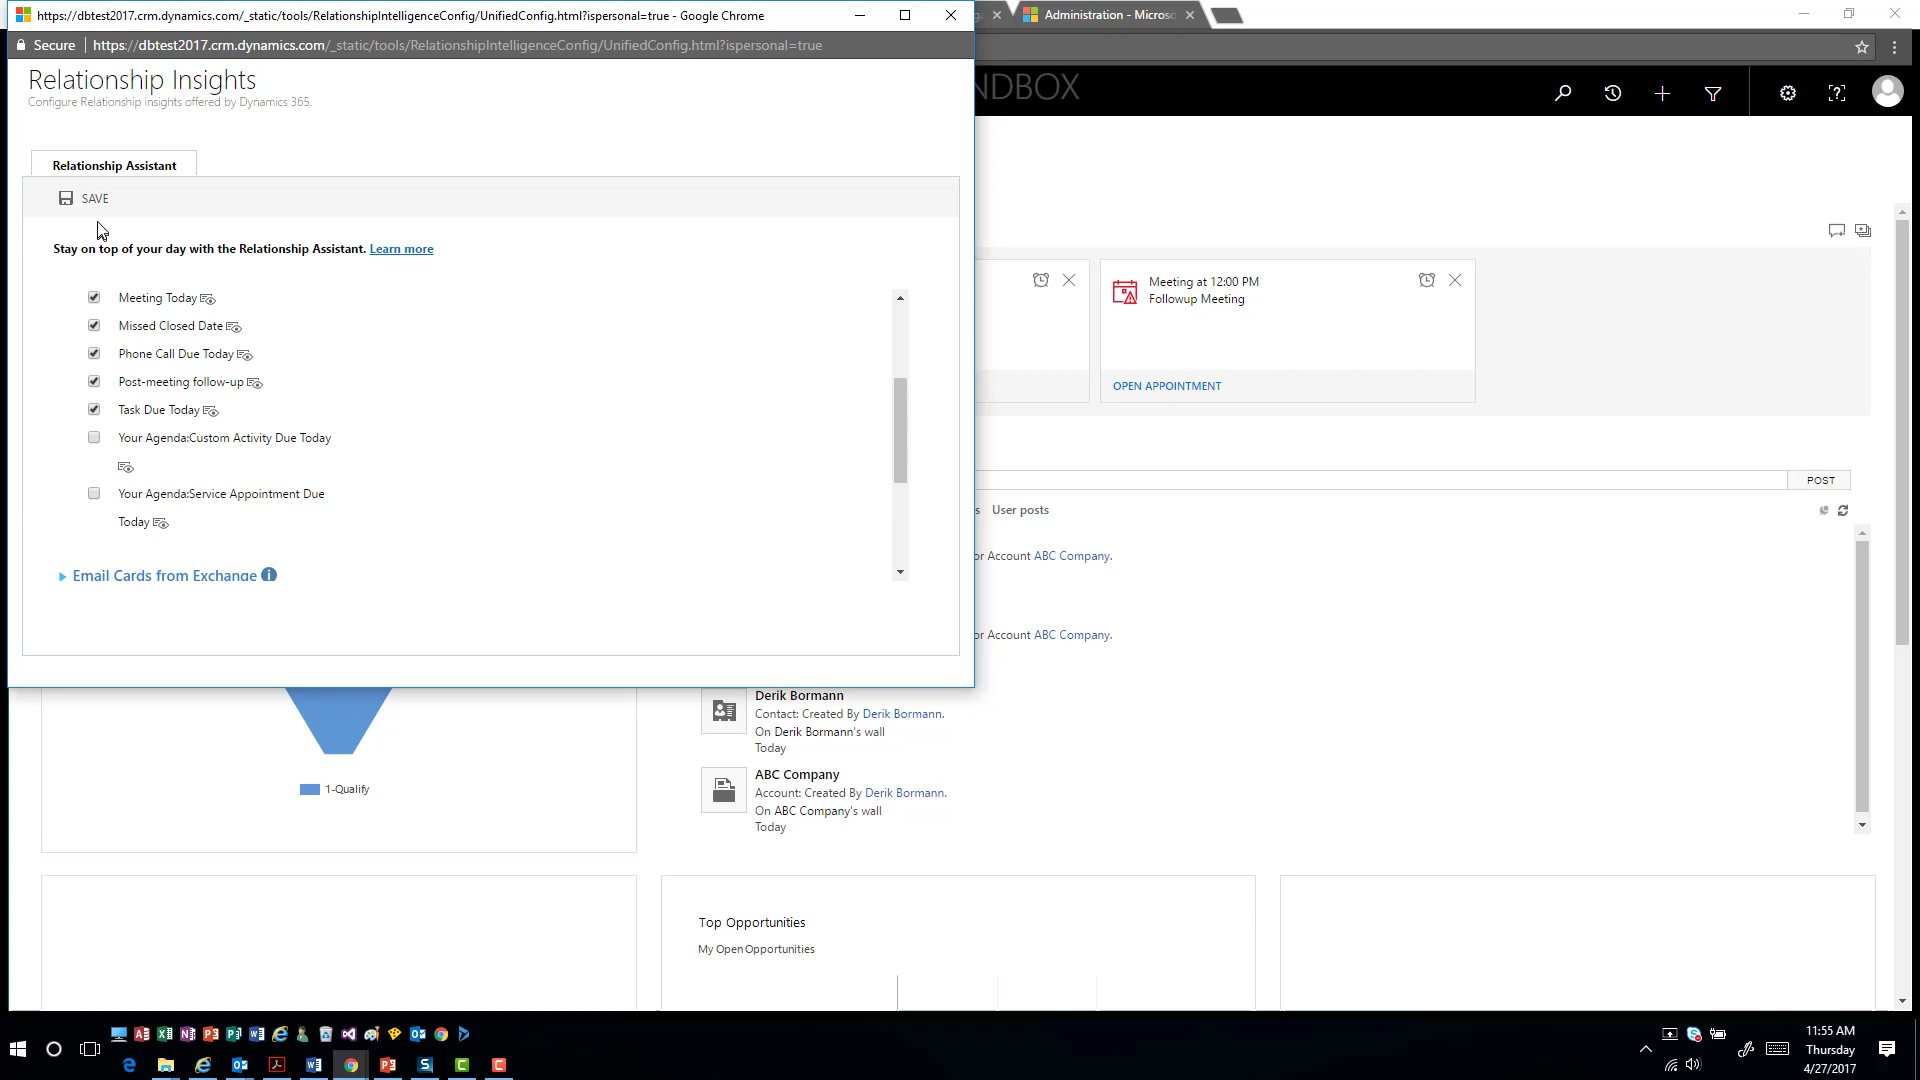 https://dbtest2017.crm.dynamics.com/_static/tools/RelationshipIntelligenceConfig/UnifiedConfig.html?ispersonal=true - Google Chrome
Administration - Microso
Secure
https://dbtest2017.crm.dynamics.com/_static/tools/RelationshipIntelligenceConfig/UnifiedConfig.html?ispersonal=true
Relationship Insights
Configure Relationship insights offered by Dynamics 365.
NDBOX
Relationship Assistant
SAVE
Stay on top of your day with the Relationship Assistant. Learn more
Meeting Today
Missed Closed Date
Phone Call Due Today
Post-meeting follow-up
Task Due Today
Your Agenda:Custom Activity Due Today
Your Agenda:Service Appointment Due
Today
Email Cards from Exchange
Meeting at 12:00 PM
Followup Meeting
OPEN APPOINTMENT
POST
s User posts
or Account ABC Company.
or Account ABC Company.
Derik Bormann
Contact: Created By Derik Bormann.
On Derik Bormann's wall
Today
ABC Company
Account: Created By Derik Bormann.
On ABC Company's wall
Today
1-Qualify
Top Opportunities
My Open Opportunities
11:55 AM
Thursday
4/27/2017